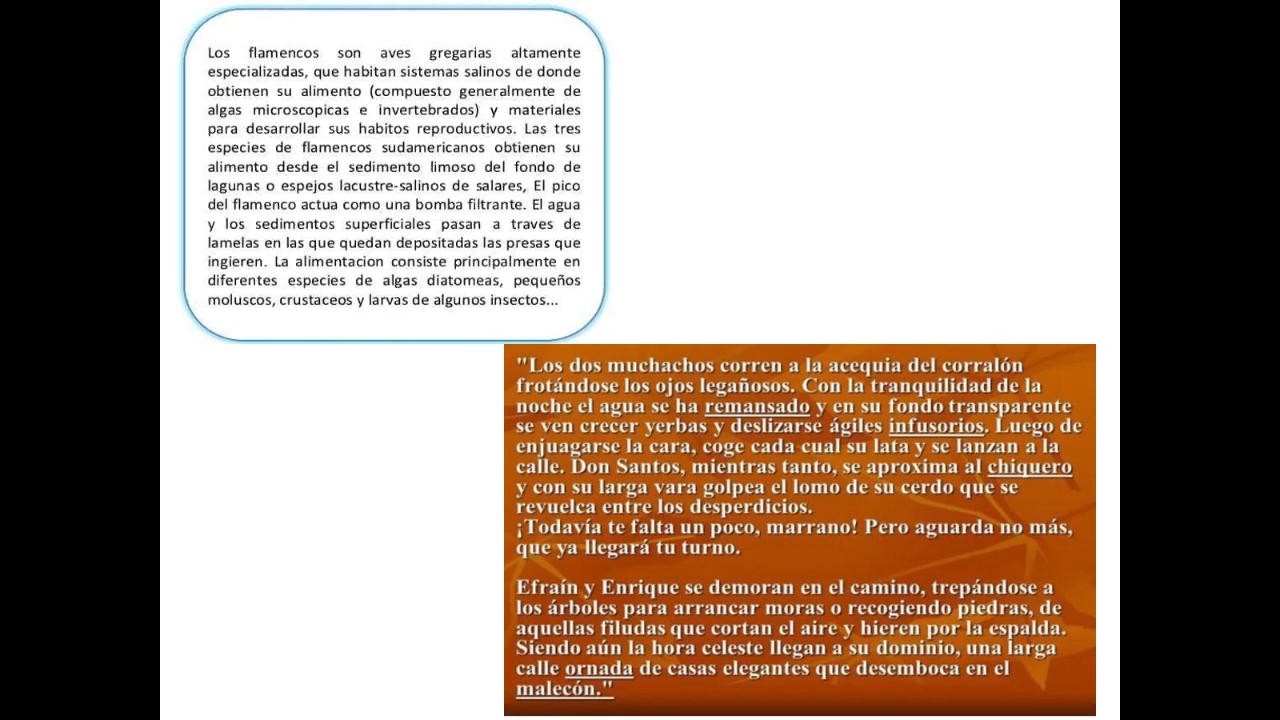 Los flamencos son aves gregarias altamente
especializadas, que habitan sistemas salinos de donde
obtienen su alimento (compuesto generalmente de
algas microscopicas e invertebrados) y materiales
para desarrollar sus habitos reproductivos. Las tres
especies de flamencos sudamericanos obtienen su
alimento desde el sedimento limoso del fondo de
lagunas o espejos lacustre-salinos de salares, El pico
del flamenco actua como una bomba filtrante. El agua
y los sedimentos superficiales pasan a traves de
lamelas en las que quedan depositadas las presas que
ingieren. La alimentacion consiste principalmente en
diferentes especies de algas diatomeas, pequeños
moluscos, crustaceos y larvas de algunos insectos...
"Los dos muchachos corren a la acequia del corralón
frotándose los ojos legañosos. Con la tranquilidad de la
noche el agua se ha remansado y en su fondo transparente
se ven crecer yerbas y deslizarse ágiles infusorios. Luego de
enjuagarse la cara, coge cada cual su lata y se lanzan a la
calle. Don Santos, mientras tanto, se aproxima al chiquero
y con su larga vara golpea el lomo de su cerdo que se
revuelca entre los desperdicios.
¡Todavía te falta un poco, marrano! Pero aguarda no más,
que ya llegará tu turno.
Efraín y Enrique se demoran en el camino, trepándose a
los árboles para arrancar moras o recogiendo piedras, de
aquellas filudas que cortan el aire y hieren por la espalda.
Siendo aún la hora celeste llegan a su dominio, una larga
calle ornada de casas elegantes que desemboca en el
malecón."